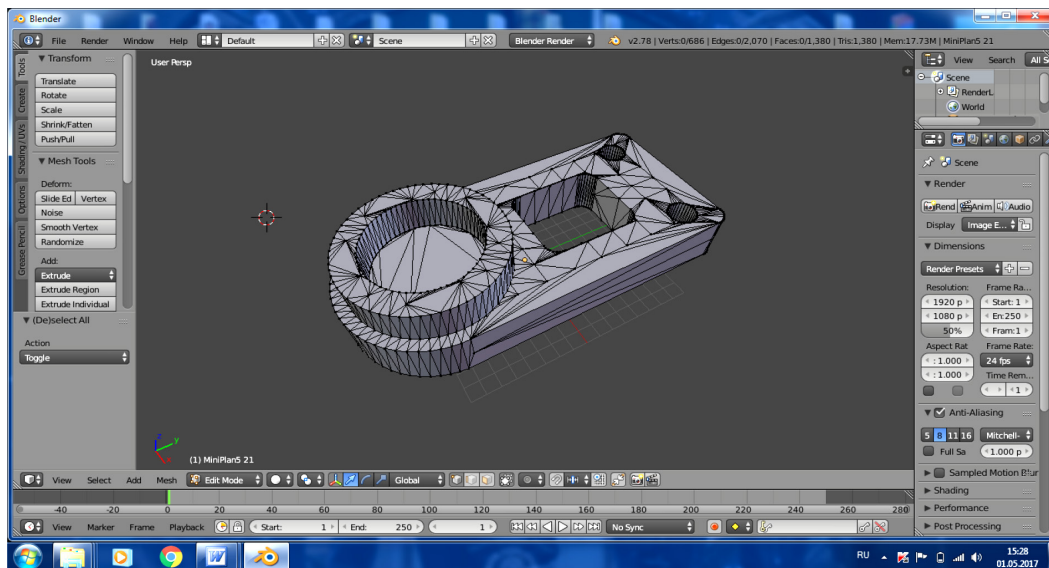 Blender
File Render Window Help Default Scene Blender Render v2.78 | Verts:0/686 | Edges:0/2,070 | Faces:0/1,380 | Tris:1,380 | Mem:17.73M | MiniPlan5 21
Tools
Create
Shading / UVs
Options
Grease Pencil
Transform
Translate
Rotate
Scale
Shrink/Fatten
Push/Pull
Mesh Tools
Deform:
Slide Ed Vertex
Noise
Smooth Vertex
Randomize
Add:
Extrude
Extrude Region
Extrude Individual
(De)select All
Action
Toggle
User Persp
z
y
(1) MiniPlan5 21
View Select Add Mesh Edit Mode Global
-40 -20 0 20 40 60 80 100 120 140 160 180 200 220 240 260 280
View Marker Frame Playback Start: 1 End: 250 1 No Sync
View Search All S
Scene
RenderL
World
Scene
Render
Rend Anim Audio
Display Image E...
Dimensions
Render Presets
Resolution: Frame Ra...
1920 p Start: 1
1080 p En:250
50% Fram:1
Aspect Rat Frame Rate:
: 1.000 24 fps
: 1.000 Time Rem...
1
Anti-Aliasing
5 8 11 16 Mitchell-
Full Sa 1.000 p
Sampled Motion Blur
Shading
Performance
Post Processing
RU 15:28
01.05.2017